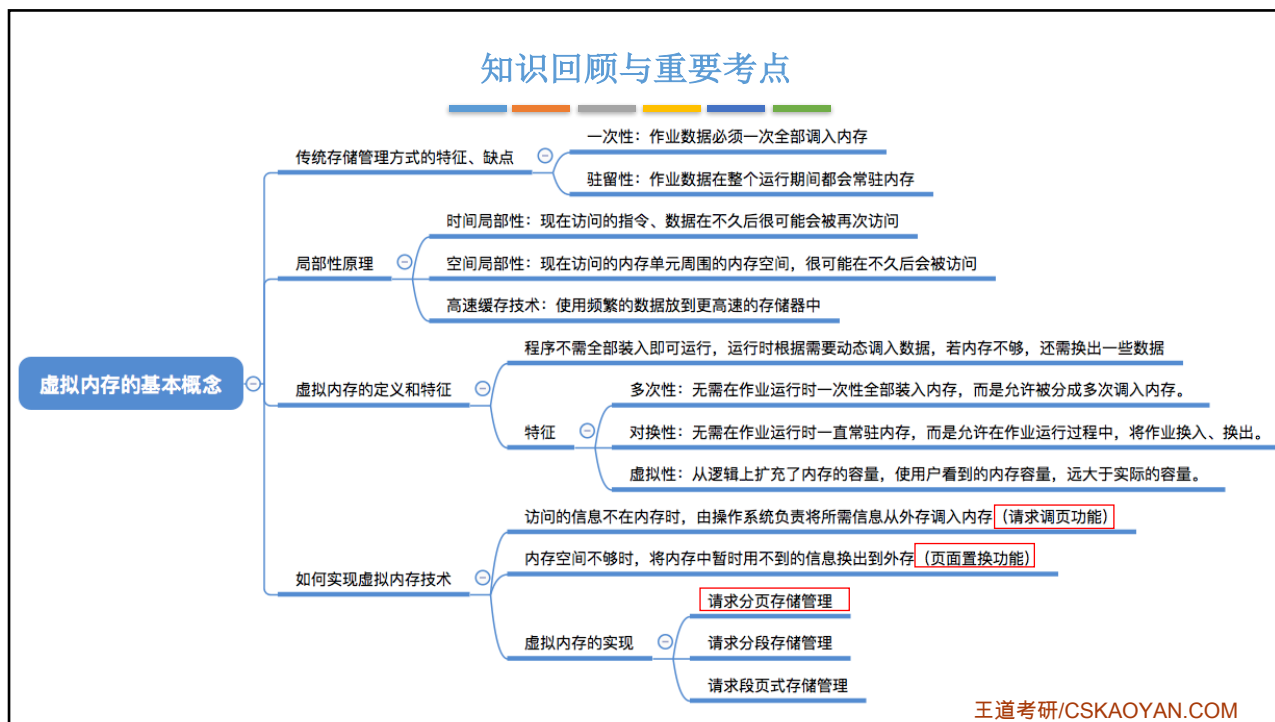 知识回顾与重要考点
一次性：作业数据必须一次全部调入内存
传统存储管理方式的特征、缺点
驻留性：作业数据在整个运行期间都会常驻内存
时间局部性：现在访问的指令、数据在不久后很可能会被再次访问
局部性原理
空间局部性：现在访问的内存单元周围的内存空间，很可能在不久后会被访问
高速缓存技术：使用频繁的数据放到更高速的存储器中
虚拟内存的基本概念
程序不需全部装入即可运行，运行时根据需要动态调入数据，若内存不够，还需换出一些数据
虚拟内存的定义和特征
多次性：无需在作业运行时一次性全部装入内存，而是允许被分成多次调入内存。
特征
对换性：无需在作业运行时一直常驻内存，而是允许在作业运行过程中，将作业换入、换出。
虚拟性：从逻辑上扩充了内存的容量，使用户看到的内存容量，远大于实际的容量。
访问的信息不在内存时，由操作系统负责将所需信息从外存调入内存（请求调页功能）
内存空间不够时，将内存中暂时用不到的信息换出到外存（页面置换功能）
如何实现虚拟内存技术
请求分页存储管理
虚拟内存的实现
请求分段存储管理
请求段页式存储管理
王道考研/CSKAOYAN.COM